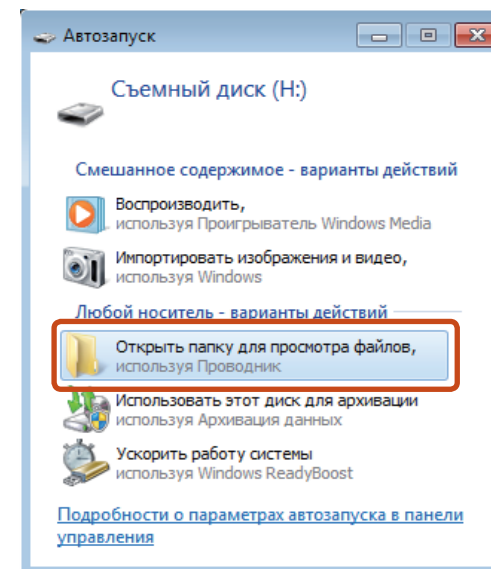 Автозапуск
Съемный диск (H:)
Смешанное содержимое - варианты действий
Воспроизводить,
используя Проигрыватель Windows Media
Импортировать изображения и видео,
используя Windows
Любой носитель - варианты действий
Открыть папку для просмотра файлов,
используя Проводник
Использовать этот диск для архивации
используя Архивация данных
Ускорить работу системы
используя Windows ReadyBoost
Подробности о параметрах автозапуска в панели
управления